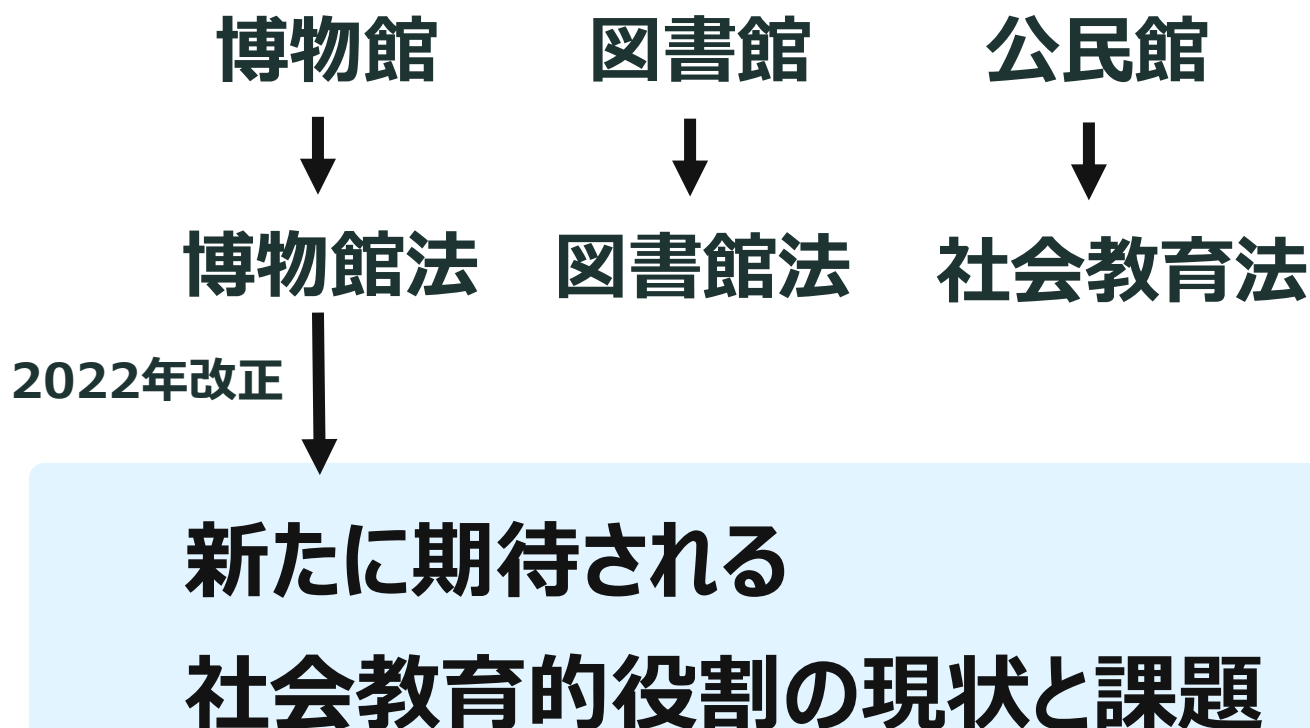 博物館 図書館 公民館
博物館法 図書館法 社会教育法
2022年改正
新たに期待される
社会教育的役割の現状と課題